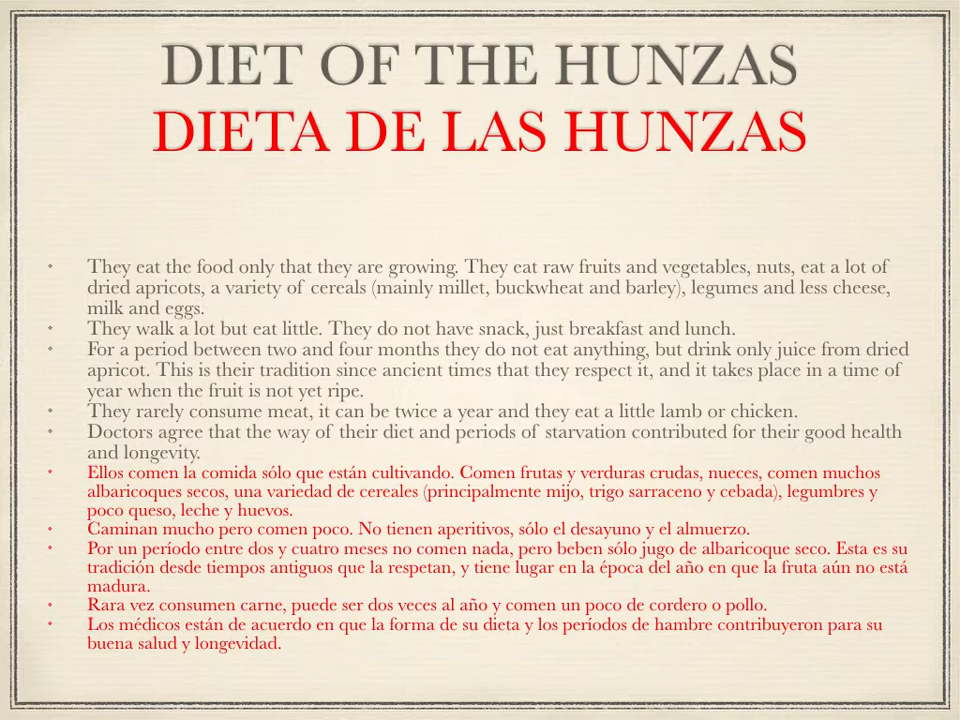 DIET OF THE HUNZAS
DIETA DE LAS HUNZAS
They eat the food only that they are growing. They eat raw fruits and vegetables, nuts, eat a lot of
dried apricots, a variety of cereals (mainly millet, buckwheat and barley), legumes and less cheese,
milk and eggs.
They walk a lot but eat little. They do not have snack, just breakfast and lunch.
For a period between two and four months they do not eat anything, but drink only juice from dried
apricot. This is their tradition since ancient times that they respect it, and it takes place in a time of
year when the fruit is not yet ripe.
They rarely consume meat, it can be twice a year and they eat a little lamb or chicken.
Doctors agree that the way of their diet and periods of starvation contributed for their good health
and longevity.
Ellos comen la comida sólo que están cultivando. Comen frutas y verduras crudas, nueces, comen muchos
albaricoques secos, una variedad de cereales (principalmente mijo, trigo sarraceno y cebada), legumbres y
poco queso, leche y huevos.
Caminan mucho pero comen poco. No tienen aperitivos, sólo el desayuno y el almuerzo.
Por un período entre dos y cuatro meses no comen nada, pero beben sólo jugo de albaricoque seco. Esta es su
tradición desde tiempos antiguos que la respetan, y tiene lugar en la época del año en que la fruta aún no está
madura.
Rara vez consumen carne, puede ser dos veces al año y comen un poco de cordero o pollo.
Los médicos están de acuerdo en que la forma de su dieta y los períodos de hambre contribuyeron para su
buena salud y longevidad.